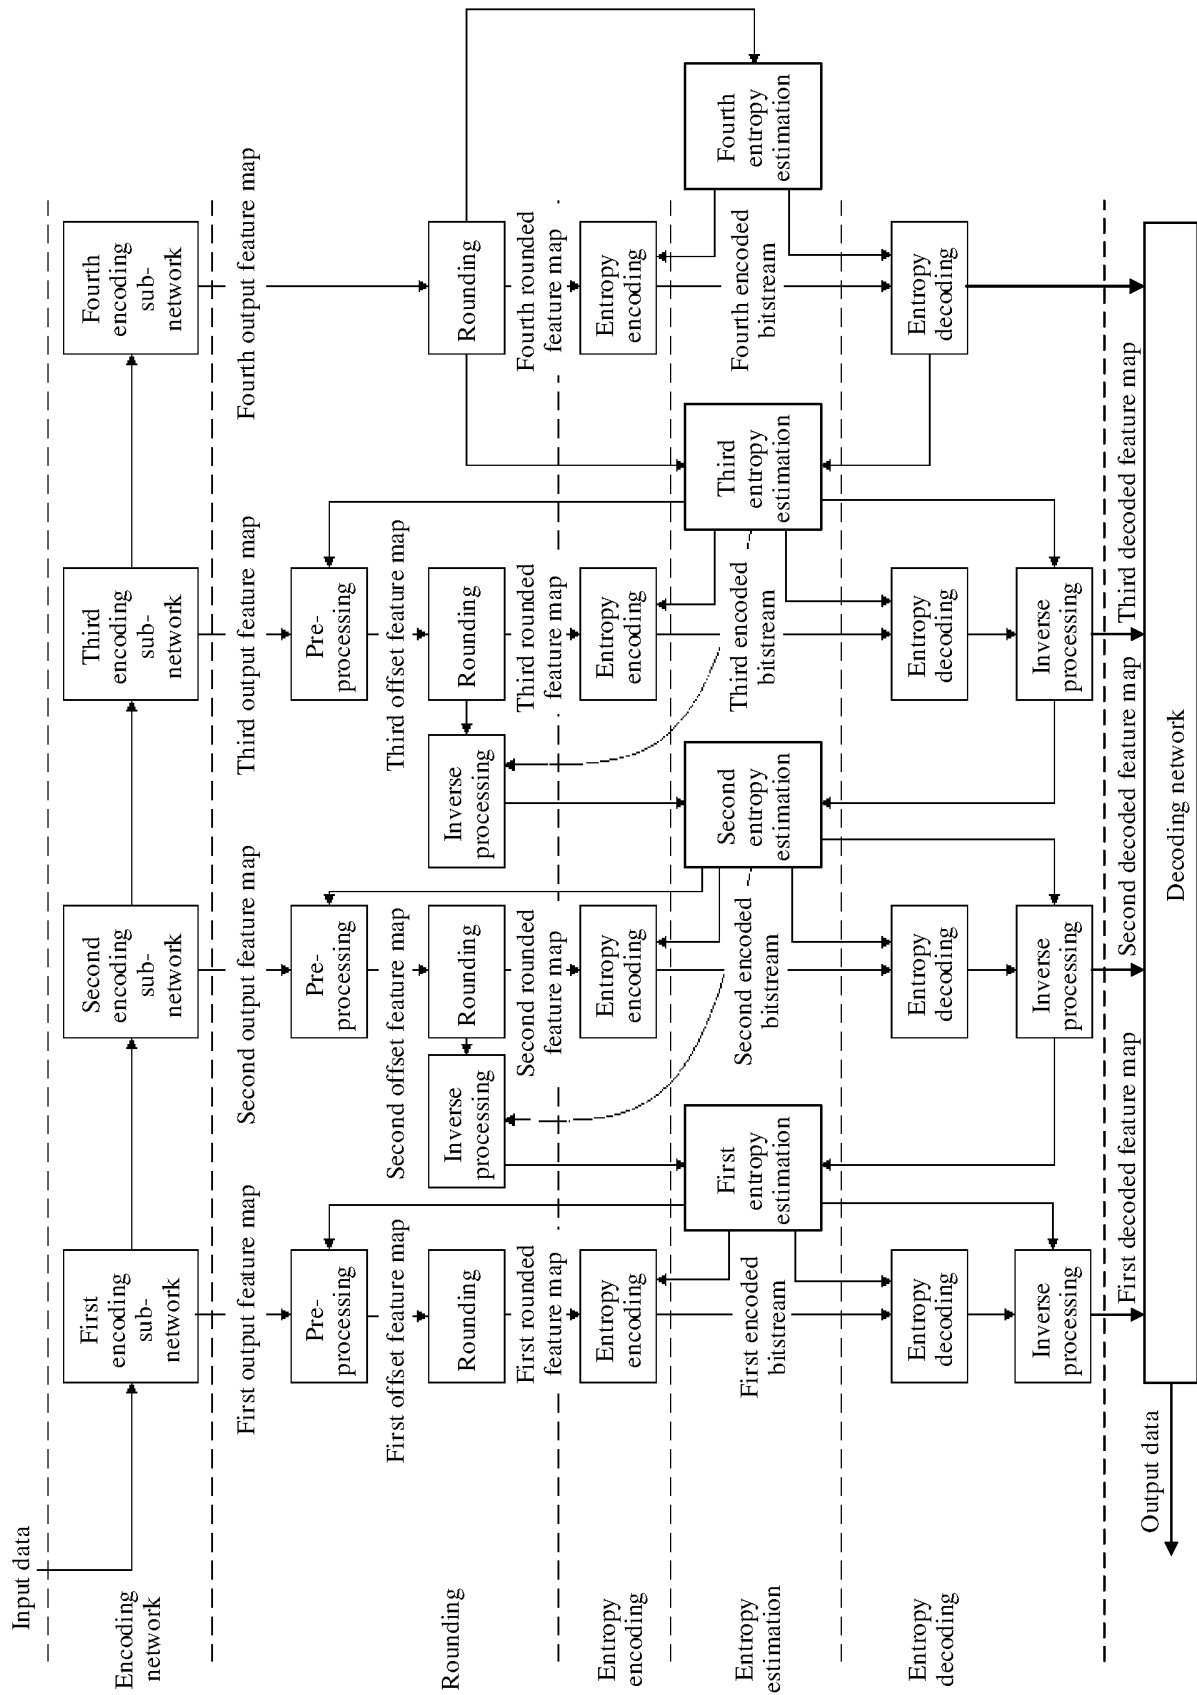 Input data
Encoding
network
First
encoding
sub-
network
Second
encoding
sub-
network
Third
encoding
sub-
network
Fourth
encoding
sub-
network
First output feature map
Second output feature map
Third output feature map
Fourth output feature map
Pre-
processing
Pre-
processing
Pre-
processing
First offset feature map
Second offset feature map
Third offset feature map
Rounding
Rounding
Inverse
processing
Rounding
Inverse
processing
Rounding
Rounding
First rounded
feature map
Second rounded
feature map
Third rounded
feature map
Fourth rounded
feature map
Entropy
encoding
Entropy
encoding
Entropy
encoding
Entropy
encoding
Entropy
encoding
Entropy
estimation
First
entropy
estimation
Second
entropy
estimation
Third
entropy
estimation
Fourth
entropy
estimation
First encoded
bitstream
Second encoded
bitstream
Third encoded
bitstream
Fourth encoded
bitstream
Entropy
decoding
Entropy
decoding
Entropy
decoding
Entropy
decoding
Entropy
decoding
Inverse
processing
Inverse
processing
Inverse
processing
First decoded feature map
Second decoded feature map
Third decoded feature map
Output data
Decoding network